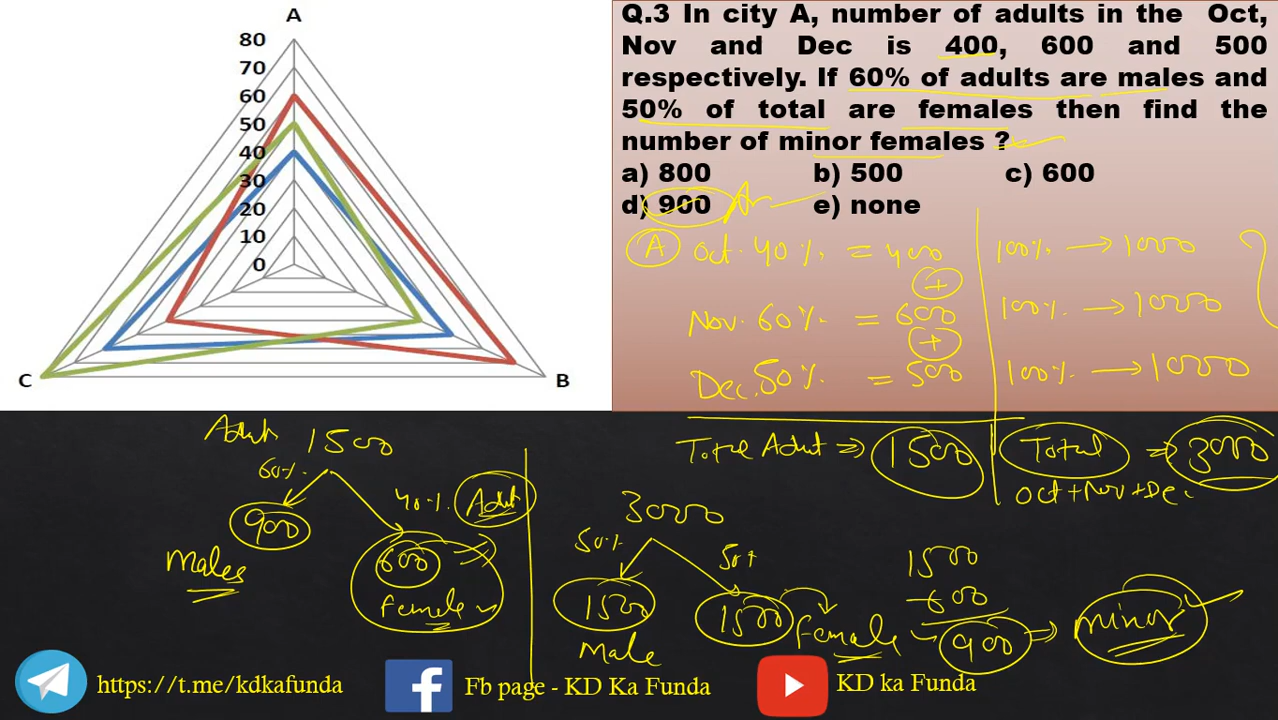 A
80
70
60
50
40
30
20
10
0
C
B
Q.3 In city A, number of adults in the Oct,
Nov and Dec is 400, 600 and 500
respectively. If 60% of adults are males and
50% of total are females then find the
number of minor females ?
a) 800 b) 500 c) 600
d) 900 e) none
A Oct. 40% = 400 100% → 1000
+
Nov. 60% = 600 100% → 1000
+
Dec. 50% = 500 100% → 1000
Total Adult ⇒ 1500 Total ⇒ 3000
Oct+Nov+Dec
Adult 1500
60% 40% Adult
900 600
Males female
3000
50% 50%
1500 1500 female
Male
1500
- 600
900 ⇒ minor
https://t.me/kdkafunda
Fb page - KD Ka Funda
KD ka Funda